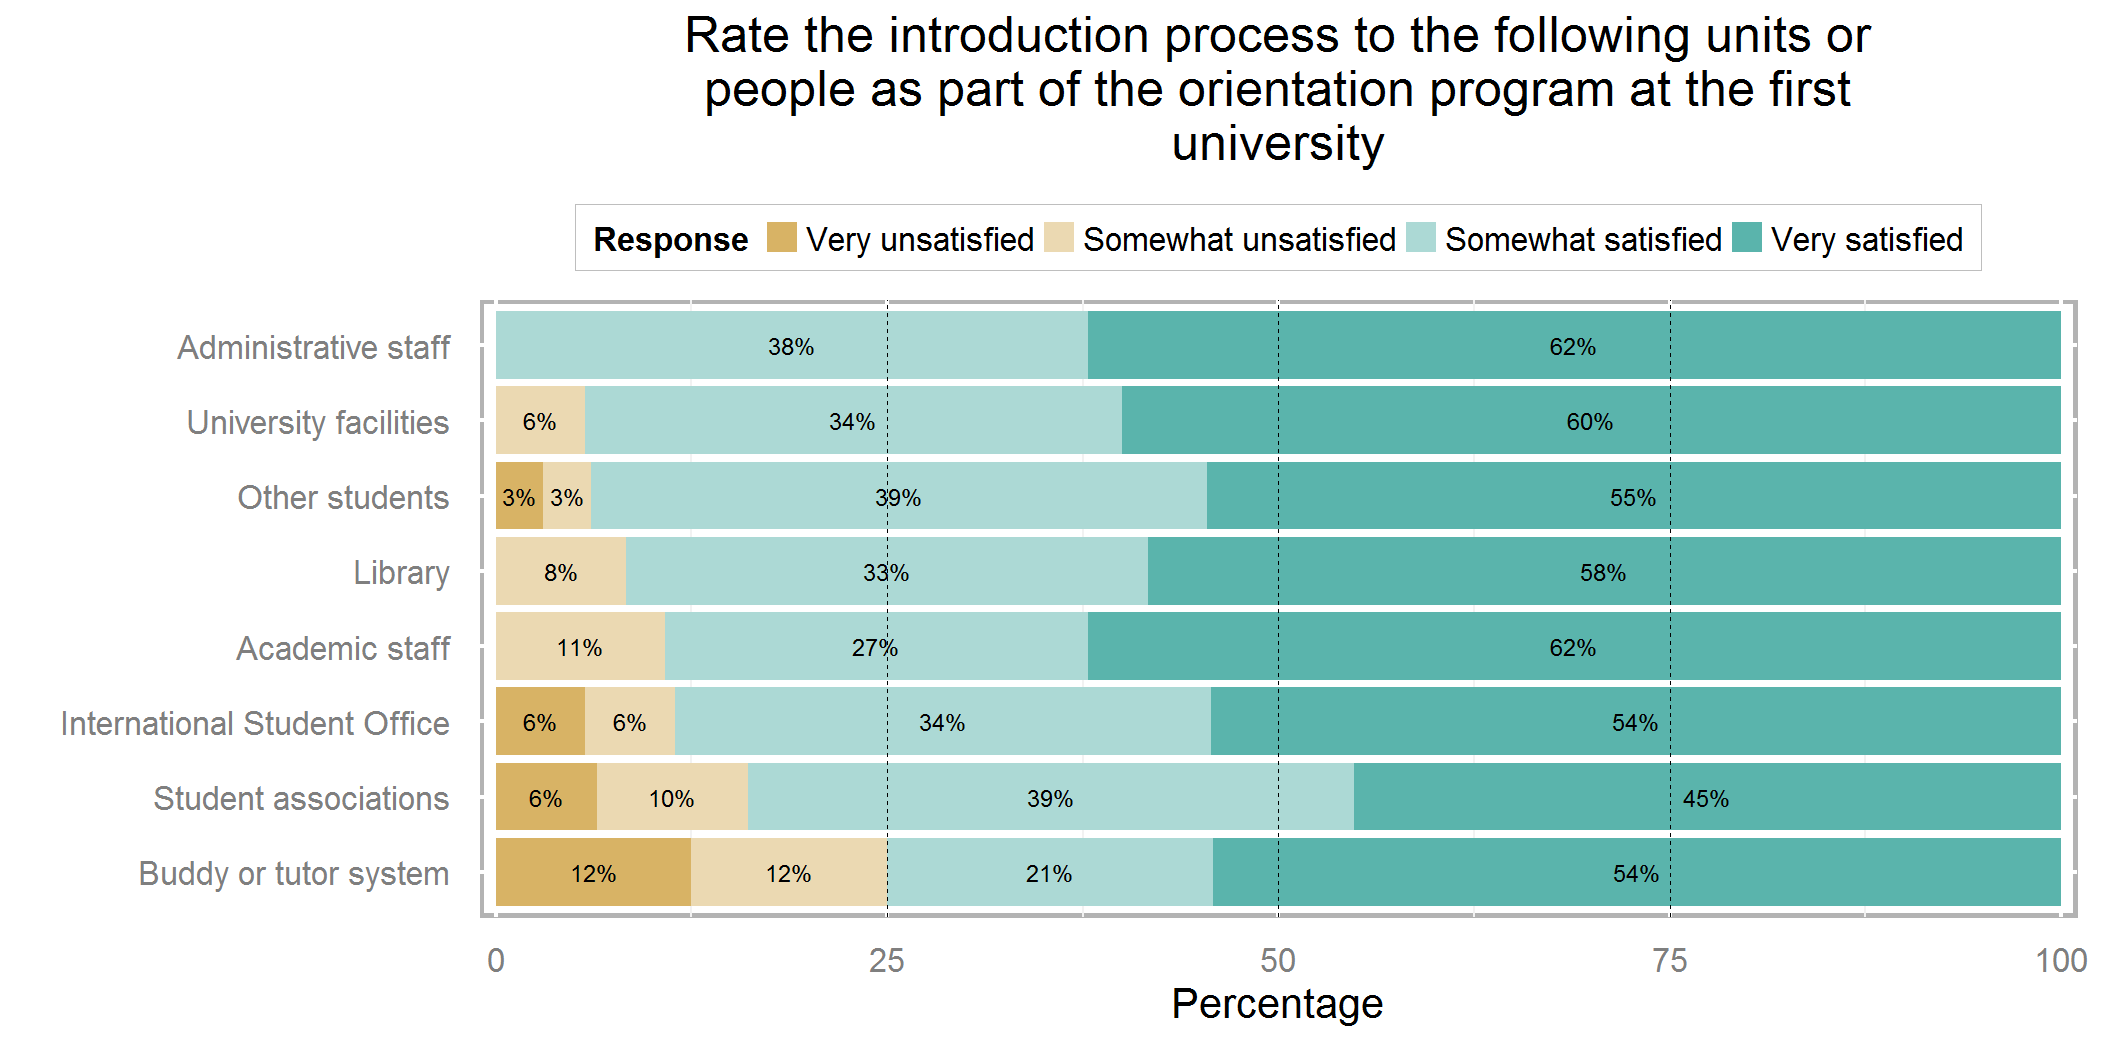 Rate the introduction process to the following units or
people as part of the orientation program at the first
university
Response Very unsatisfied Somewhat unsatisfied Somewhat satisfied Very satisfied
Administrative staff 38% 62%
University facilities 6% 34% 60%
Other students 3% 3% 39% 55%
Library 8% 33% 58%
Academic staff 11% 27% 62%
International Student Office 6% 6% 34% 54%
Student associations 6% 10% 39% 45%
Buddy or tutor system 12% 12% 21% 54%
0 25 50 75 100
Percentage